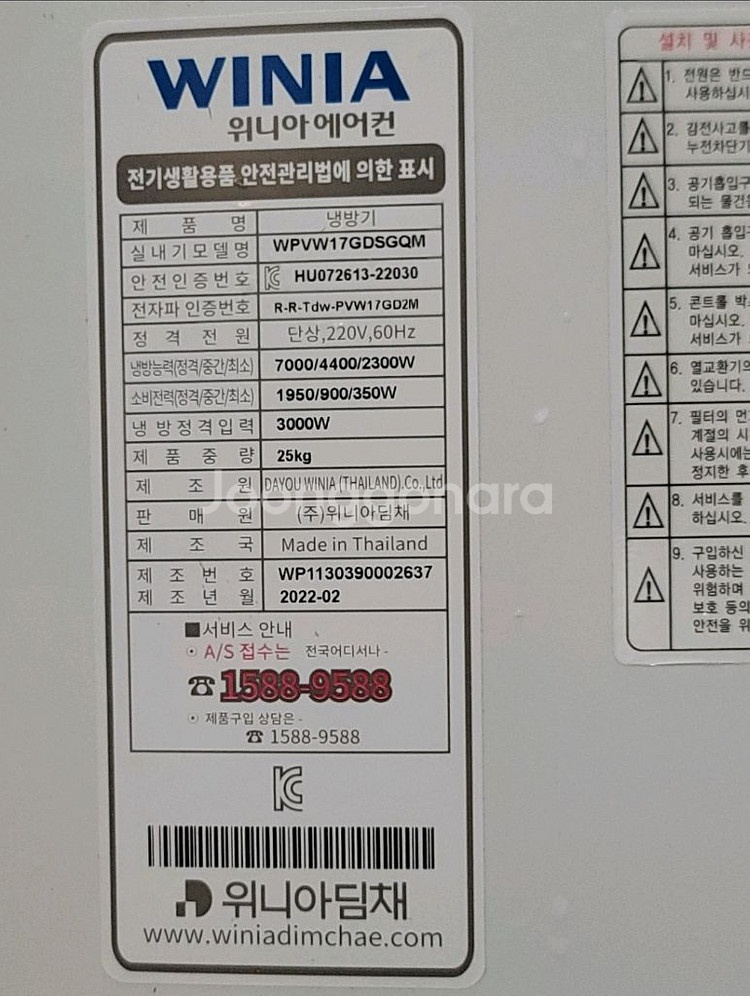 WINIA
위니아에어컨
전기생활용품 안전관리법에 의한 표시
제 품 명 냉방기
실내기모델명 WPVW17GDSGQM
안전인증번호 HU072613-22030
전자파 인증번호 R-R-Tdw-PVW17GD2M
정 격 전 원 단상,220V,60Hz
냉방능력(정격/중간/최소) 7000/4400/2300W
소비전력(정격/중간/최소) 1950/900/350W
냉방정격입력 3000W
제 품 중 량 25kg
제 조 원 DAYOU WINIA (THAILAND).Co.,Ltd
판 매 원 (주)위니아딤채
제 조 국 Made in Thailand
제 조 번 호 WP1130390002637
제 조 년 월 2022-02
■서비스 안내
⊙ A/S 접수는 전국어디서나 -
☎ 1588-9588
⊙ 제품구입 상담은 -
☎ 1588-9588
위니아딤채
www.winiadimchae.com
Joonggonara
설치 및 사
1. 전원은 반드
사용하십시
2. 감전사고를
누전차단기
3. 공기흡입구
되는 물건을
4. 공기 흡입구
마십시오.
서비스가
5. 콘트롤 박스
마십시오.
서비스가
6. 열교환기의
있습니다.
7. 필터의 먼
계절의 시
사용시에는
정지한 후
8. 서비스를
하십시오.
9. 구입하신
사용하는
위험하며
보호 등의
안전을 위